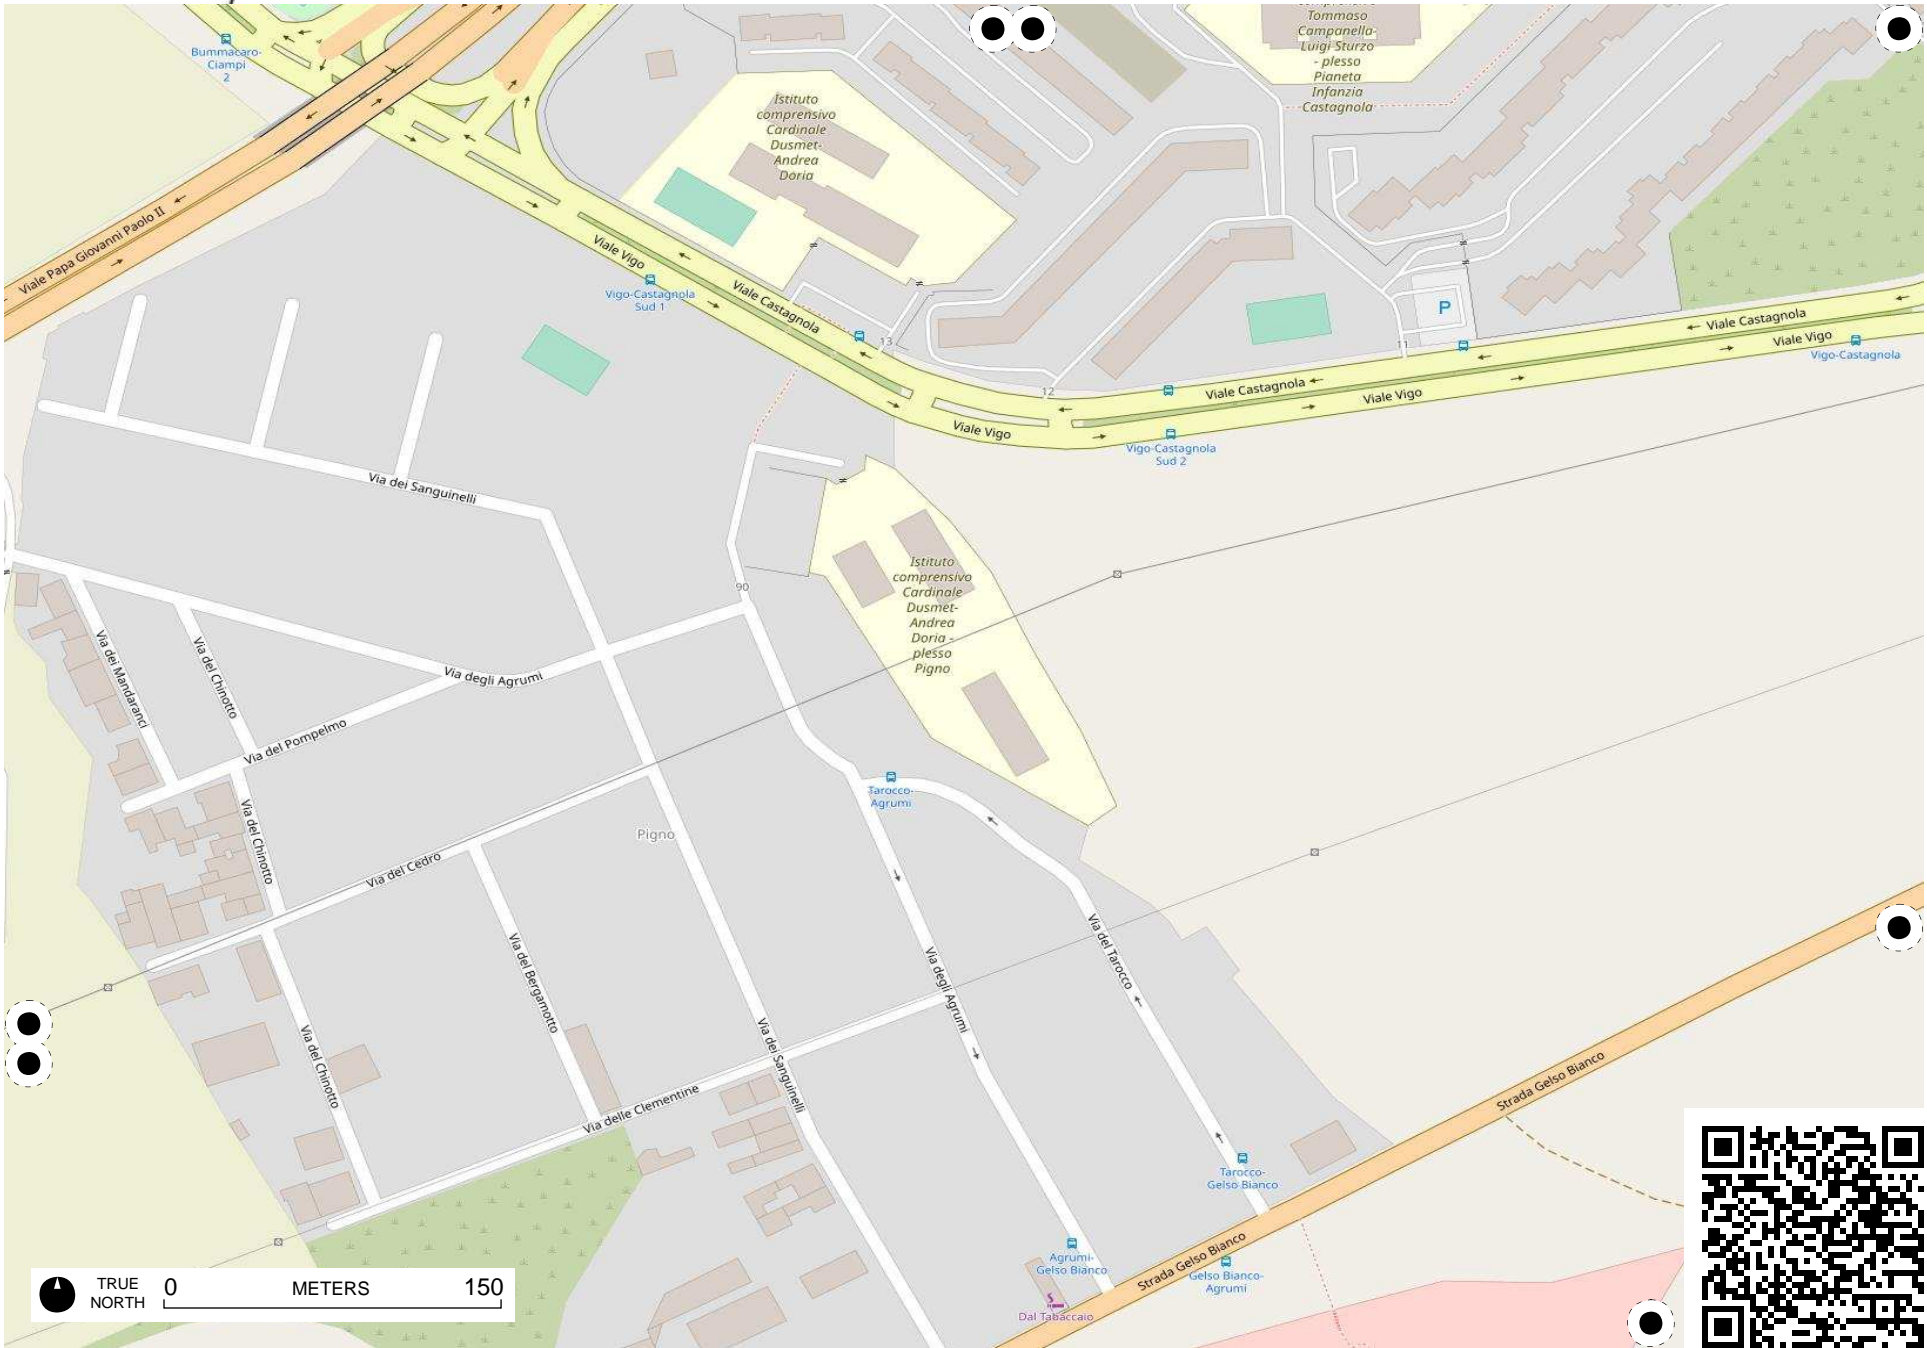 Bummacaro-
Ciampi
2
Tommaso
Campanella-
Luigi Sturzo
- plesso
Pianeta
Infanzia
Castagnola
Istituto
comprensivo
Cardinale
Dusmet-
Andrea
Doria
Viale Papa Giovanni Paolo II
Viale Vigo
Vigo-Castagnola
Sud 1
Viale Castagnola
P
Viale Castagnola
Viale Vigo
Vigo-Castagnola
13
11
12
Viale Castagnola
Viale Vigo
Viale Vigo
Vigo-Castagnola
Sud 2
Via dei Sanguinelli
Istituto
comprensivo
Cardinale
Dusmet-
Andrea
Doria -
plesso
Pigno
90
Via dei Mandaranci
Via del Chinotto
Via degli Agrumi
Via del Pompelmo
Tarocco-
Agrumi
Via del Chinotto
Pigno
Via del Cedro
Via del Bergamotto
Via degli Agrumi
Via del Tarocco
Via del Chinotto
Via dei Sanguinelli
Via delle Clementine
Strada Gelso Bianco
Tarocco-
Gelso Bianco
Agrumi-
Gelso Bianco
Strada Gelso Bianco
Gelso Bianco-
Agrumi
Dal Tabaccaio
TRUE
NORTH
0 METERS 150